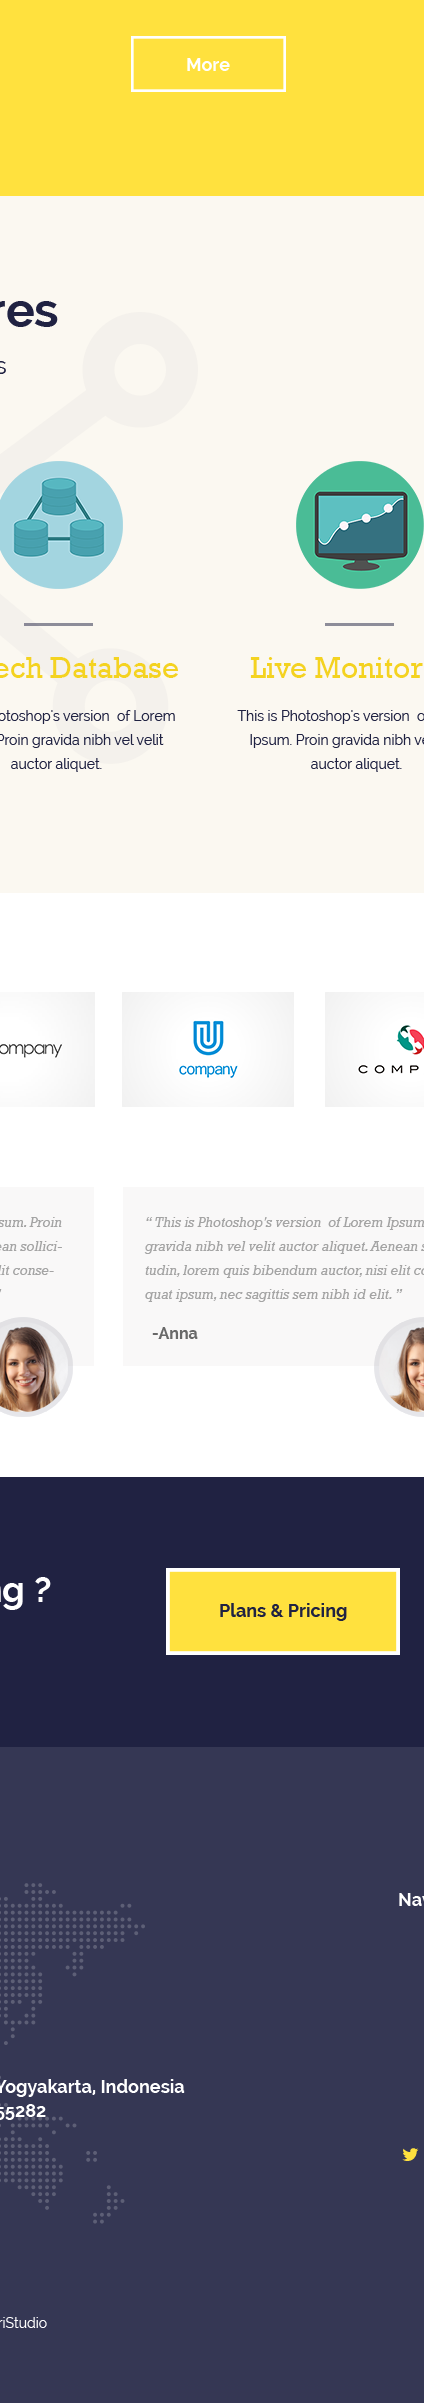 More
res
s
ech Database
otoshop's version of Lorem
Proin gravida nibh vel velit
auctor aliquet.
Live Monitor
This is Photoshop's version o
Ipsum. Proin gravida nibh ve
auctor aliquet.
ompany
company
COMP
sum. Proin
ean sollici-
lit conse-
"
“ This is Photoshop's version of Lorem Ipsum
gravida nibh vel velit auctor aliquet. Aenean s
tudin, lorem quis bibendum auctor, nisi elit co
quat ipsum, nec sagittis sem nibh id elit. ”
-Anna
ng ?
Plans & Pricing
Nav
Yogyakarta, Indonesia
55282
riStudio